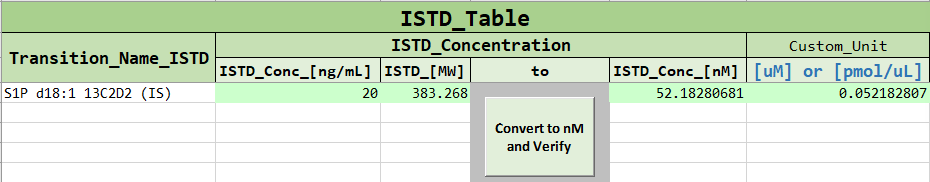 ISTD_Table
Transition_Name_ISTD
ISTD_Concentration
Custom_Unit
ISTD_Conc_[ng/mL] ISTD_[MW] to ISTD_Conc_[nM] [uM] or [pmol/uL]
S1P d18:1 13C2D2 (IS) 20 383.268 52.18280681 0.052182807
Convert to nM
and Verify